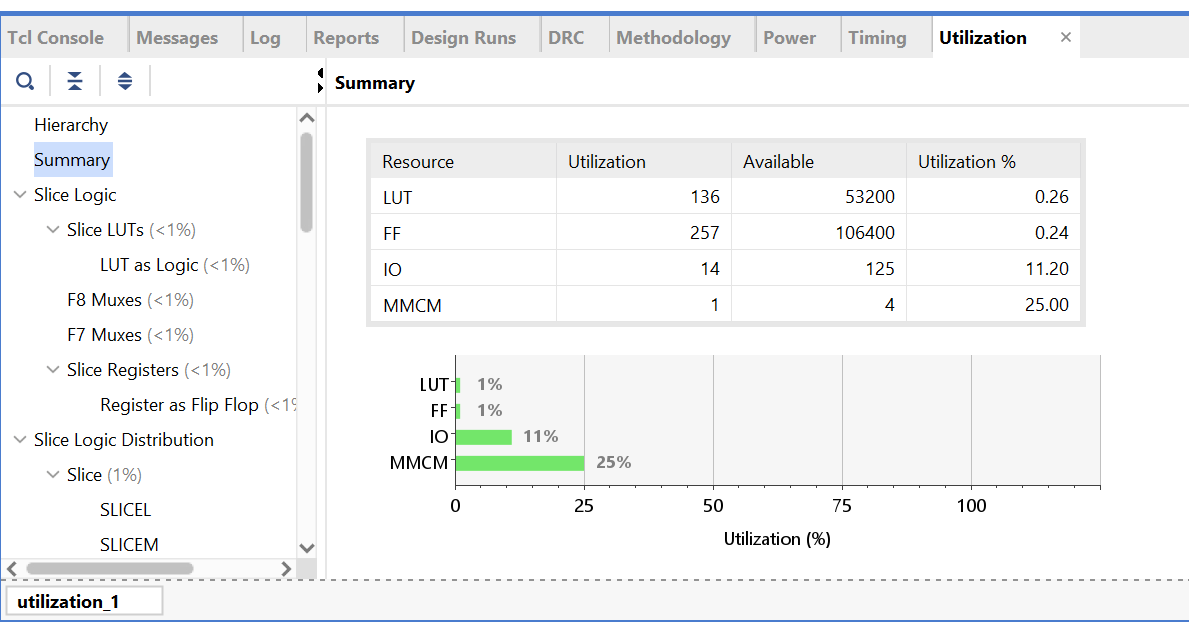 Tcl Console Messages Log Reports Design Runs DRC Methodology Power Timing Utilization ×
Summary
Hierarchy
Summary
Slice Logic
Slice LUTs (<1%)
LUT as Logic (<1%)
F8 Muxes (<1%)
F7 Muxes (<1%)
Slice Registers (<1%)
Register as Flip Flop (<1%
Slice Logic Distribution
Slice (1%)
SLICEL
SLICEM
Resource Utilization Available Utilization %
LUT 136 53200 0.26
FF 257 106400 0.24
IO 14 125 11.20
MMCM 1 4 25.00
LUT 1%
FF 1%
IO 11%
MMCM 25%
0 25 50 75 100
Utilization (%)
utilization_1